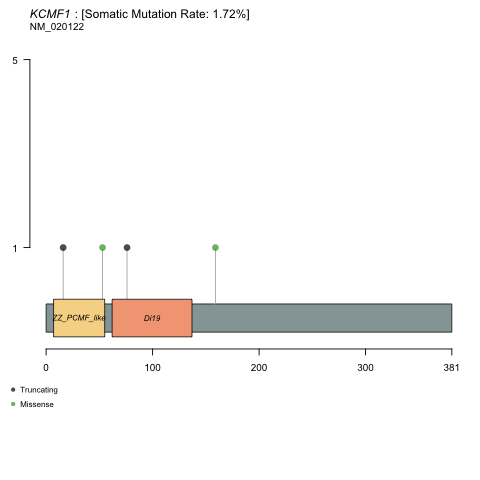 KCMF1 : [Somatic Mutation Rate: 1.72%]
NM_020122
5
1
ZZ_PCMF_like
Di19
0 100 200 300 381
Truncating
Missense